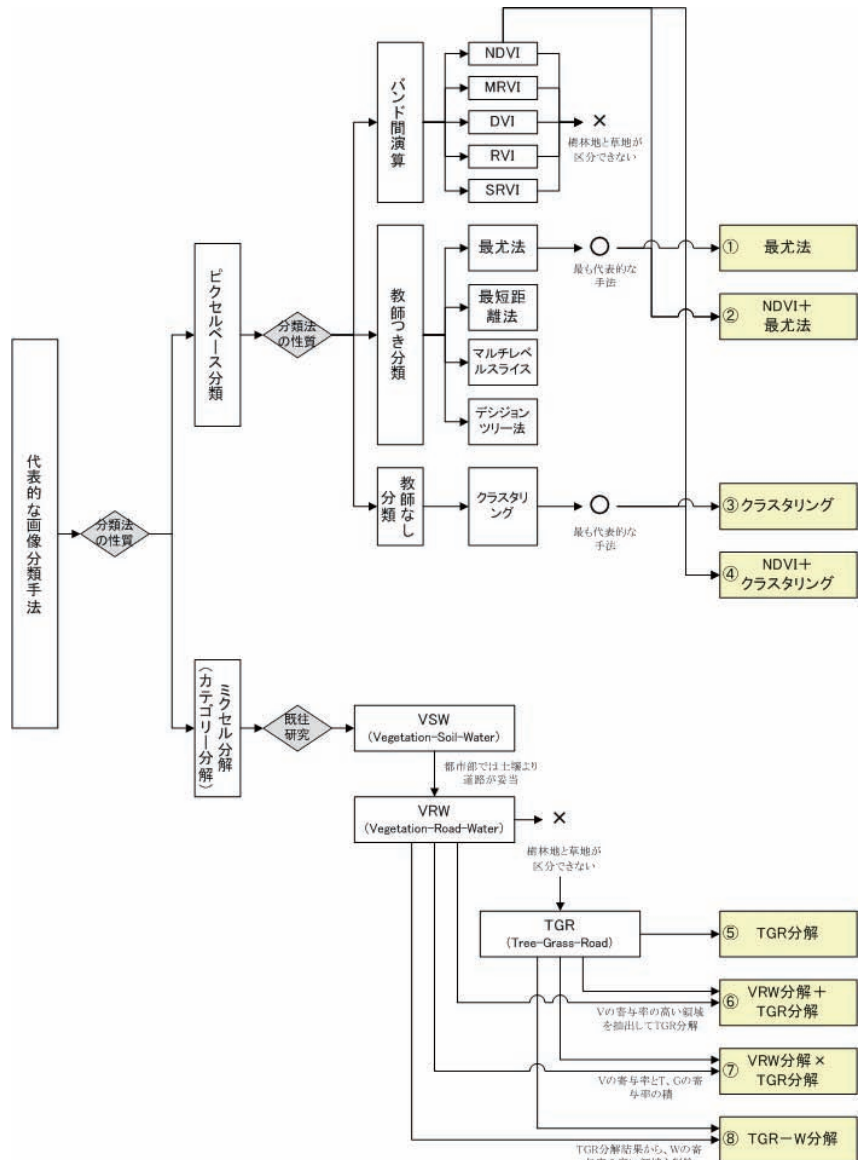 代表的な画像分類手法
分類法
の性質
ピクセルベース分類
分類法
の性質
バンド間演算
NDVI
MRVI
DVI
RVI
SRVI
×
樹林地と草地が
区分できない
教師つき分類
最尤法
最短距
離法
マルチレベ
ルスライス
デシジョン
ツリー法
○
最も代表的な
手法
教師なし
分類
クラスタリ
ング
○
最も代表的な
手法
① 最尤法
② NDVI+
最尤法
③クラスタリング
④ NDVI+
クラスタリング
ミクセル分解
(カテゴリー分解)
既往
研究
VSW
(Vegetation-Soil-Water)
都市部では土壌より
道路が妥当
VRW
(Vegetation-Road-Water)
×
樹林地と草地が
区分できない
TGR
(Tree-Grass-Road)
⑤ TGR分解
Vの寄与率の高い領域
を抽出してTGR分解
⑥ VRW分解+
TGR分解
Vの寄与率とT、Gの寄
与率の積
⑦ VRW分解×
TGR分解
TGR分解結果から、Wの寄
⑧ TGR-W分解